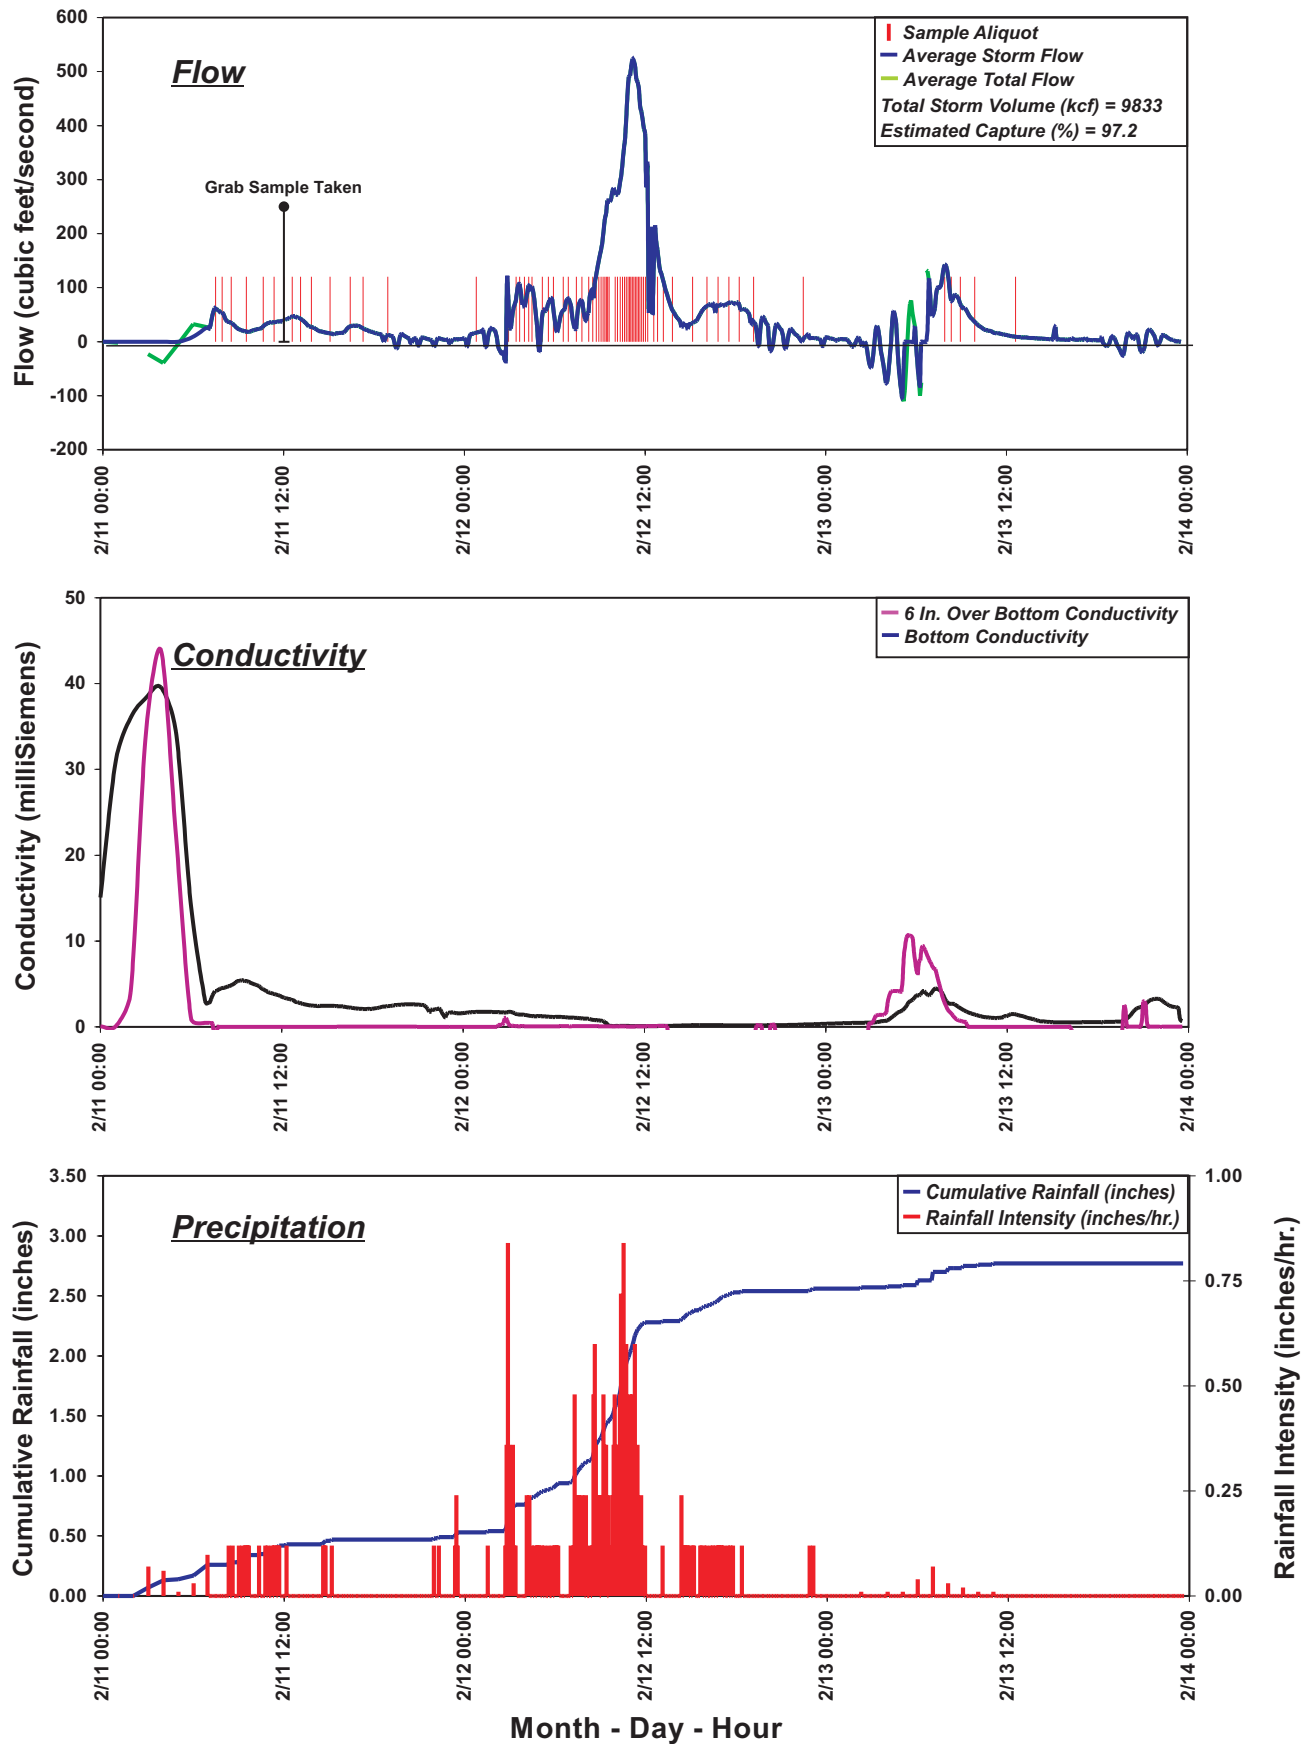 Flow
Sample Aliquot
Average Storm Flow
Average Total Flow
Total Storm Volume (kcf) = 9833
Estimated Capture (%) = 97.2
Grab Sample Taken
Flow (cubic feet/second)
600
500
400
300
200
100
0
-100
-200
2/11 00:00
2/11 12:00
2/12 00:00
2/12 12:00
2/13 00:00
2/13 12:00
2/14 00:00
Conductivity
6 In. Over Bottom Conductivity
Bottom Conductivity
Conductivity (milliSiemens)
50
40
30
20
10
0
2/11 00:00
2/11 12:00
2/12 00:00
2/12 12:00
2/13 00:00
2/13 12:00
2/14 00:00
Precipitation
Cumulative Rainfall (inches)
Rainfall Intensity (inches/hr.)
Cumulative Rainfall (inches)
3.50
3.00
2.50
2.00
1.50
1.00
0.50
0.00
1.00
0.75
0.50
0.25
0.00
Rainfall Intensity (inches/hr.)
2/11 00:00
2/11 12:00
2/12 00:00
2/12 12:00
2/13 00:00
2/13 12:00
2/14 00:00
Month - Day - Hour